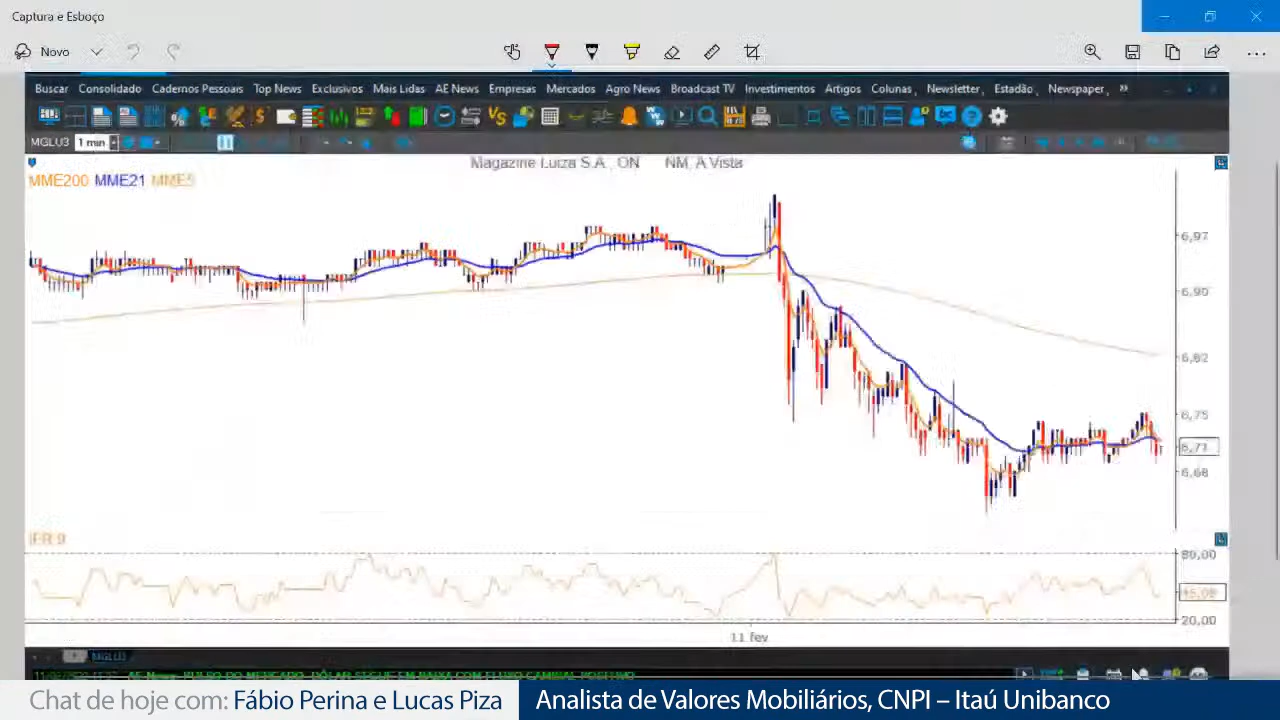 Captura e Esboço
Novo
Buscar Consolidado Cadernos Pessoais Top News Exclusivos Mais Lidas AE News Empresas Mercados Agro News Broadcast TV Investimentos Artigos Colunas Newsletter Estadão Newspaper
MGLU3 1 min
Magazine Luiza S.A., ON NM, A Vista
MME200 MME21 MME5
6,97
6,90
6,82
6,75
6,71
6,68
IFR 9
80,00
20,00
11 fev
MGLU3
Chat de hoje com: Fábio Perina e Lucas Piza
Analista de Valores Mobiliários, CNPI – Itaú Unibanco